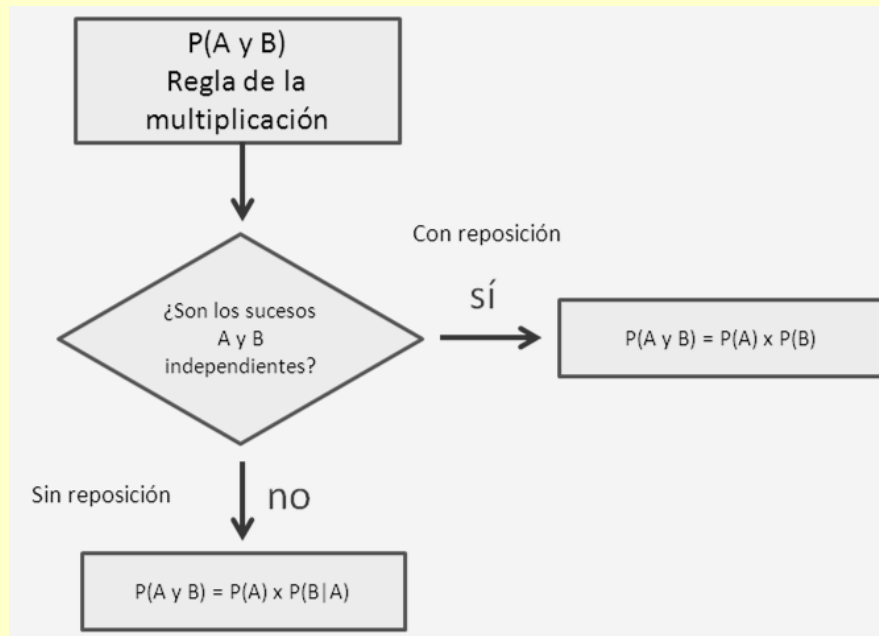 P(A y B)
Regla de la
multiplicación
Con reposición
sí
¿Son los sucesos
A y B
independientes?
P(A y B) = P(A) x P(B)
Sin reposición
no
P(A y B) = P(A) x P(B|A)